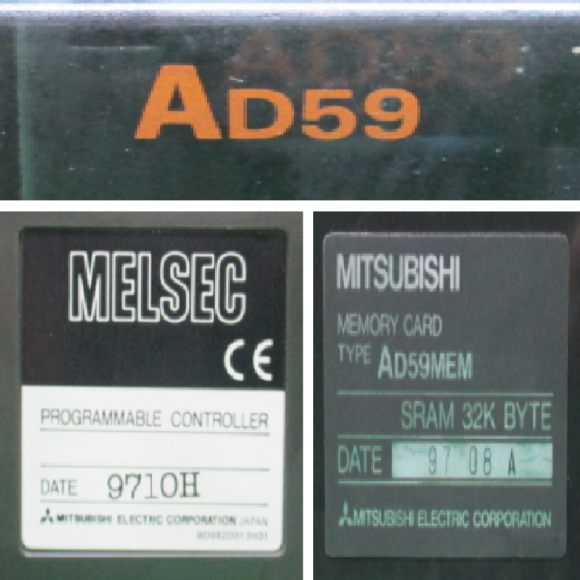 AD59
MELSEC
CE
PROGRAMMABLE CONTROLLER
DATE 9710H
MITSUBISHI ELECTRIC CORPORATION JAPAN
MITSUBISHI
MEMORY CARD
TYPE AD59MEM
SRAM 32K BYTE
DATE 97 08 A
MITSUBISHI ELECTRIC CORPORATION